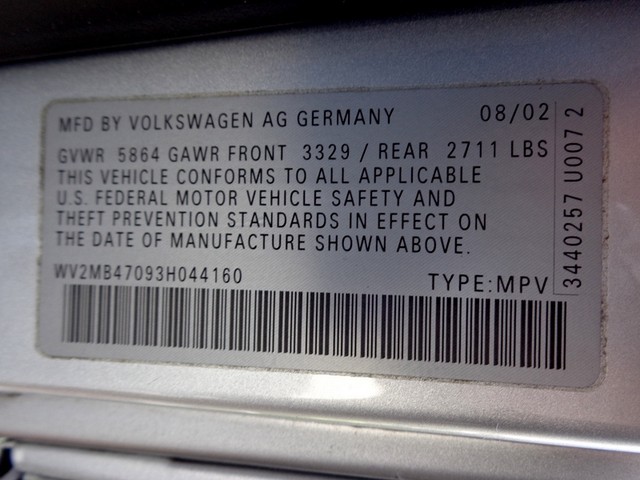 MFD BY VOLKSWAGEN AG GERMANY 08/02
GVWR 5864 GAWR FRONT 3329 / REAR 2711 LBS
THIS VEHICLE CONFORMS TO ALL APPLICABLE
U.S. FEDERAL MOTOR VEHICLE SAFETY AND
THEFT PREVENTION STANDARDS IN EFFECT ON
THE DATE OF MANUFACTURE SHOWN ABOVE.
WV2MB47093H044160 TYPE:MPV
3440257 U007 2